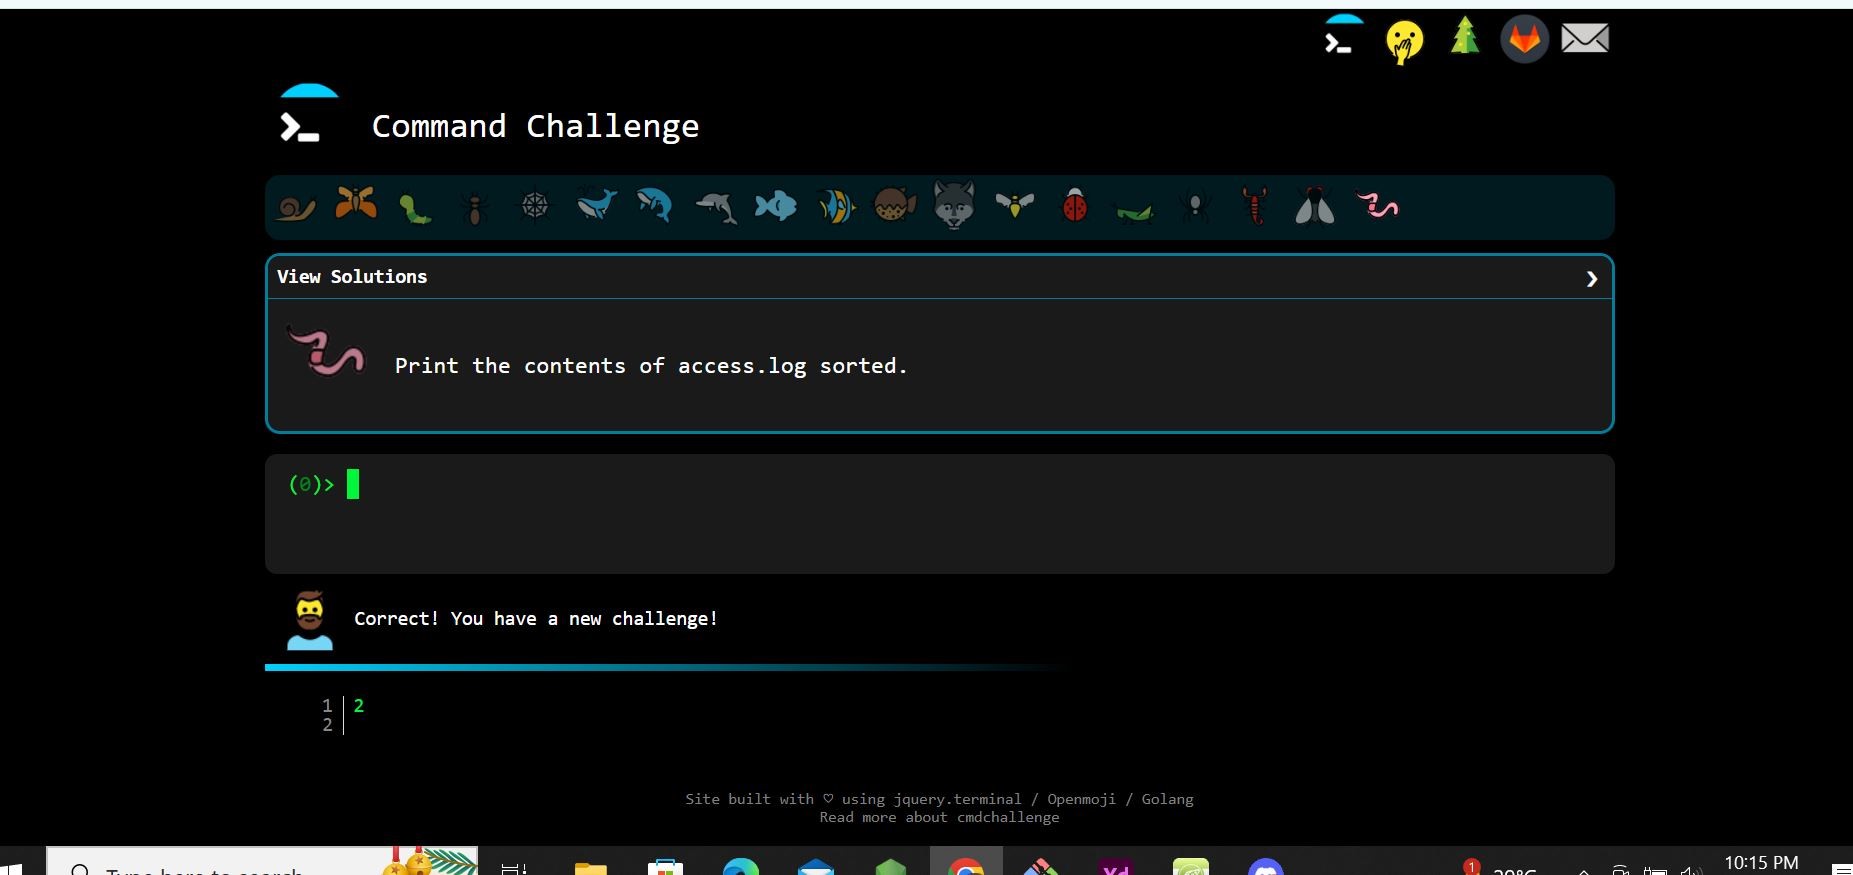 Command Challenge
View Solutions
Print the contents of access.log sorted.
(0)>
Correct! You have a new challenge!
1 2
2
Site built with ♡ using jquery.terminal / Openmoji / Golang
Read more about cmdchallenge
Type here to search
Xd
1
10:15 PM